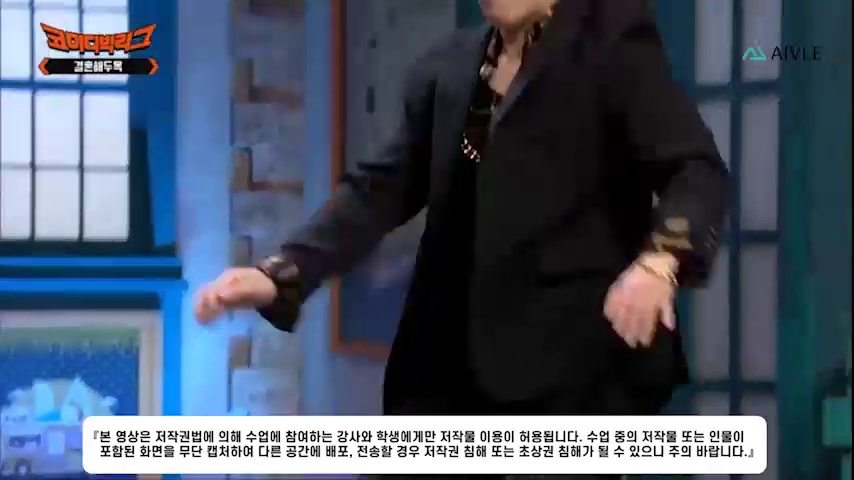 코미디빅리그
결혼해두목
AIVLE
『본 영상은 저작권법에 의해 수업에 참여하는 강사와 학생에게만 저작물 이용이 허용됩니다. 수업 중의 저작물 또는 인물이
포함된 화면을 무단 캡처하여 다른 공간에 배포, 전송할 경우 저작권 침해 또는 초상권 침해가 될 수 있으니 주의 바랍니다.』